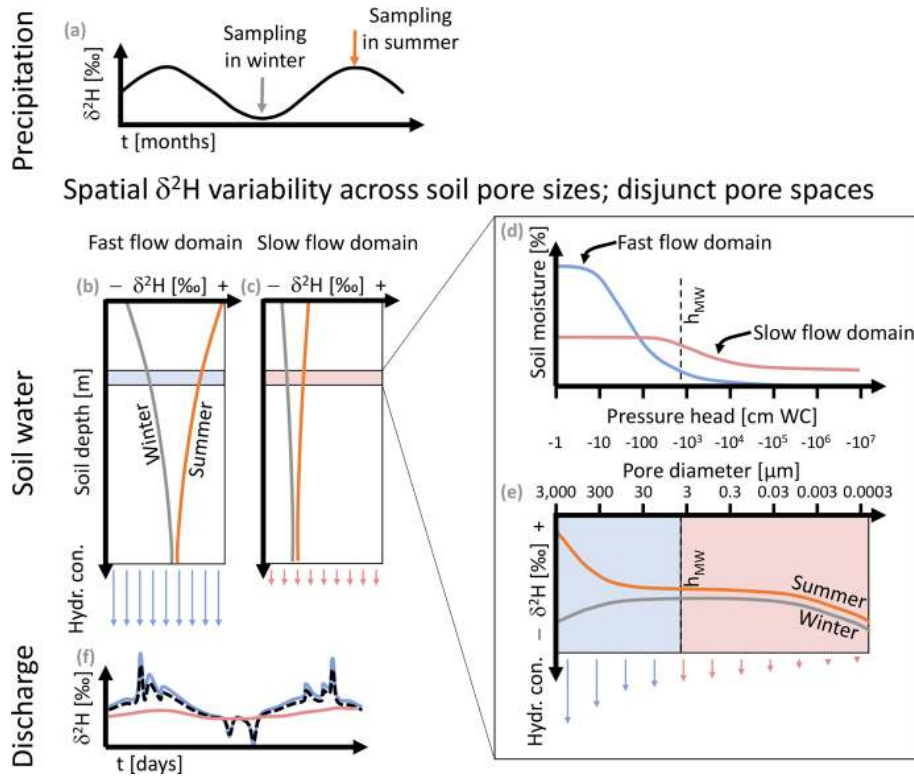 Precipitation
(a)
δ²H [‰]
Sampling
in winter
Sampling
in summer
t [months]
Spatial δ²H variability across soil pore sizes; disjunct pore spaces
Soil water
Fast flow domain
Slow flow domain
(b) − δ²H [‰] +
(c) − δ²H [‰] +
Soil depth [m]
Winter
Summer
Hydr. con.
(d)
Soil moisture [%]
Fast flow domain
hMW
Slow flow domain
Pressure head [cm WC]
-1 -10 -100 -10³ -10⁴ -10⁵ -10⁶ -10⁷
Pore diameter [µm]
(e) 3,000 300 30 3 0.3 0.03 0.003 0.0003
− δ²H [‰] +
hMW
Summer
Winter
Hydr. con.
Discharge
(f)
δ²H [‰]
t [days]